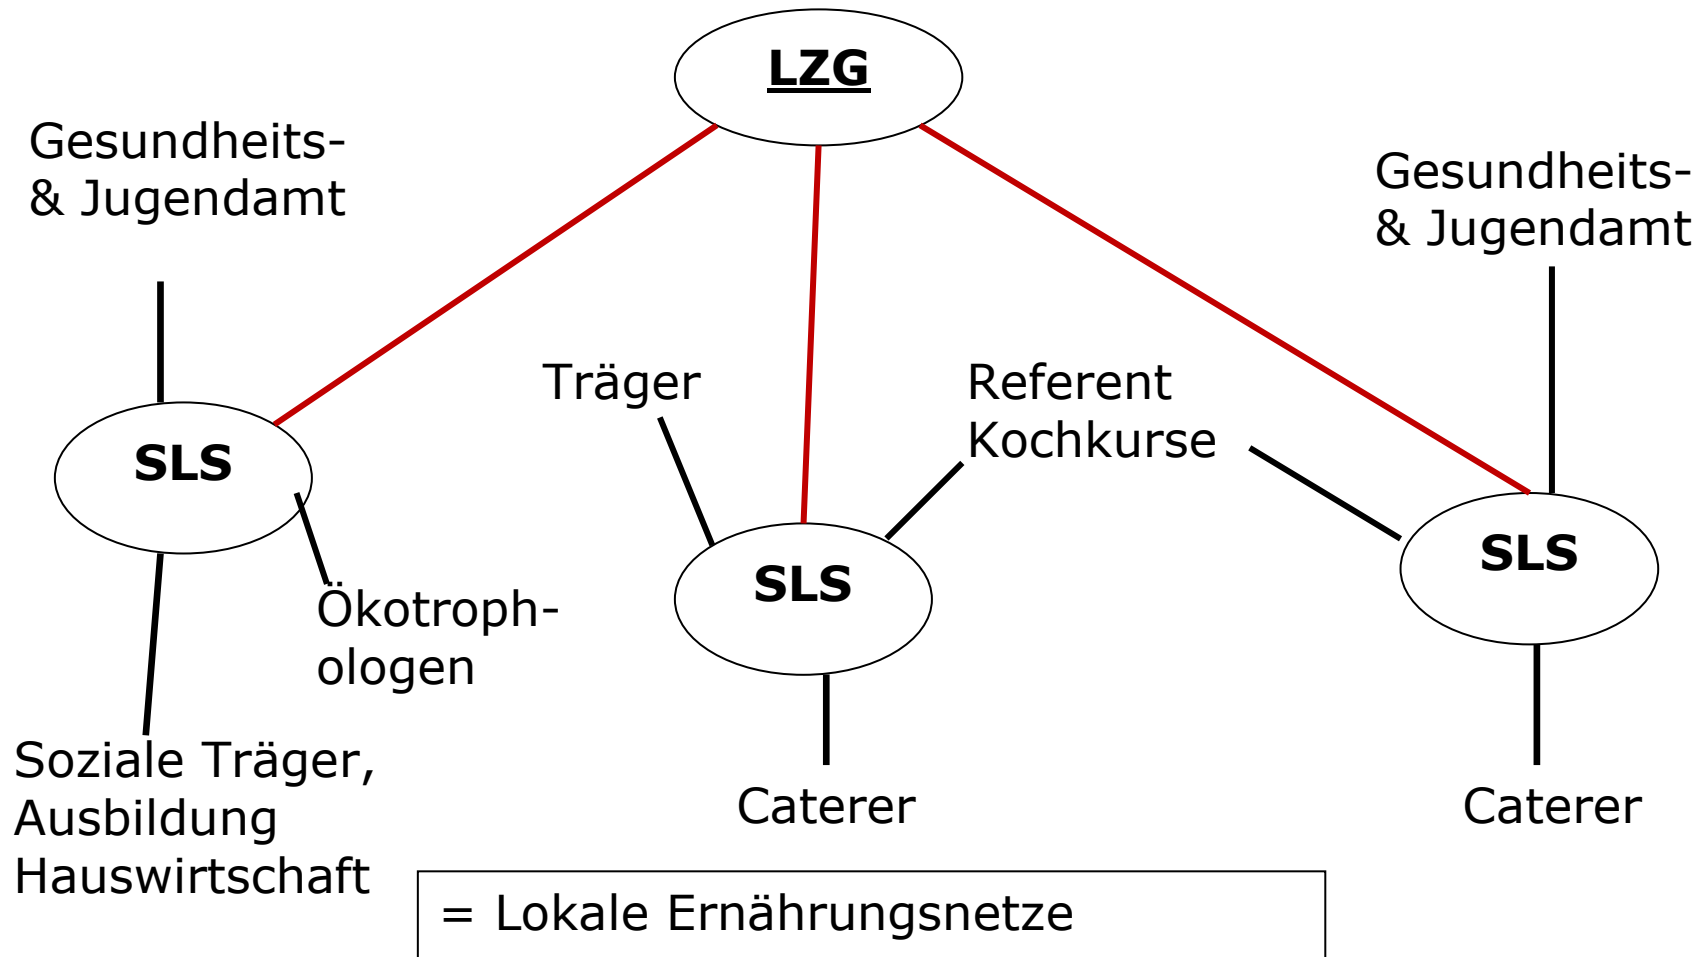 LZG
Gesundheits-
& Jugendamt
Gesundheits-
& Jugendamt
Träger
Referent
Kochkurse
SLS
SLS
SLS
Ökotroph-
ologen
Soziale Träger,
Ausbildung
Hauswirtschaft
Caterer
Caterer
= Lokale Ernährungsnetze